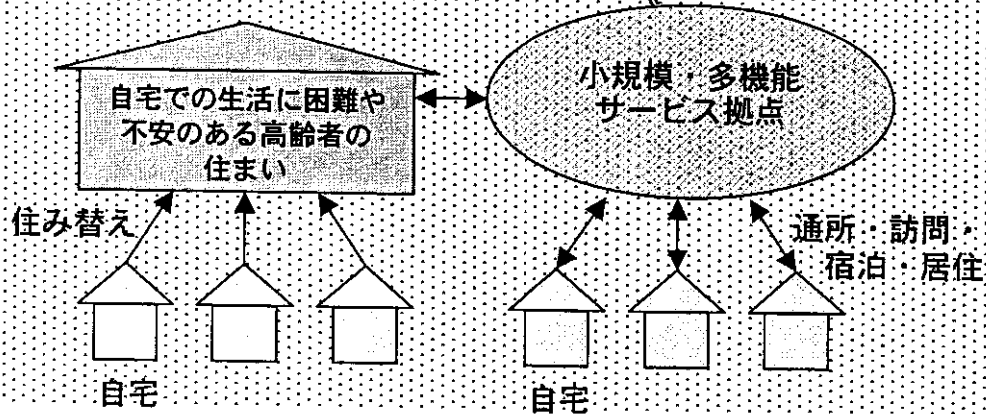 自宅での生活に困難や
不安のある高齢者の
住まい
小規模・多機能
サービス拠点
住み替え
通所・訪問・
宿泊・居住
自宅
自宅